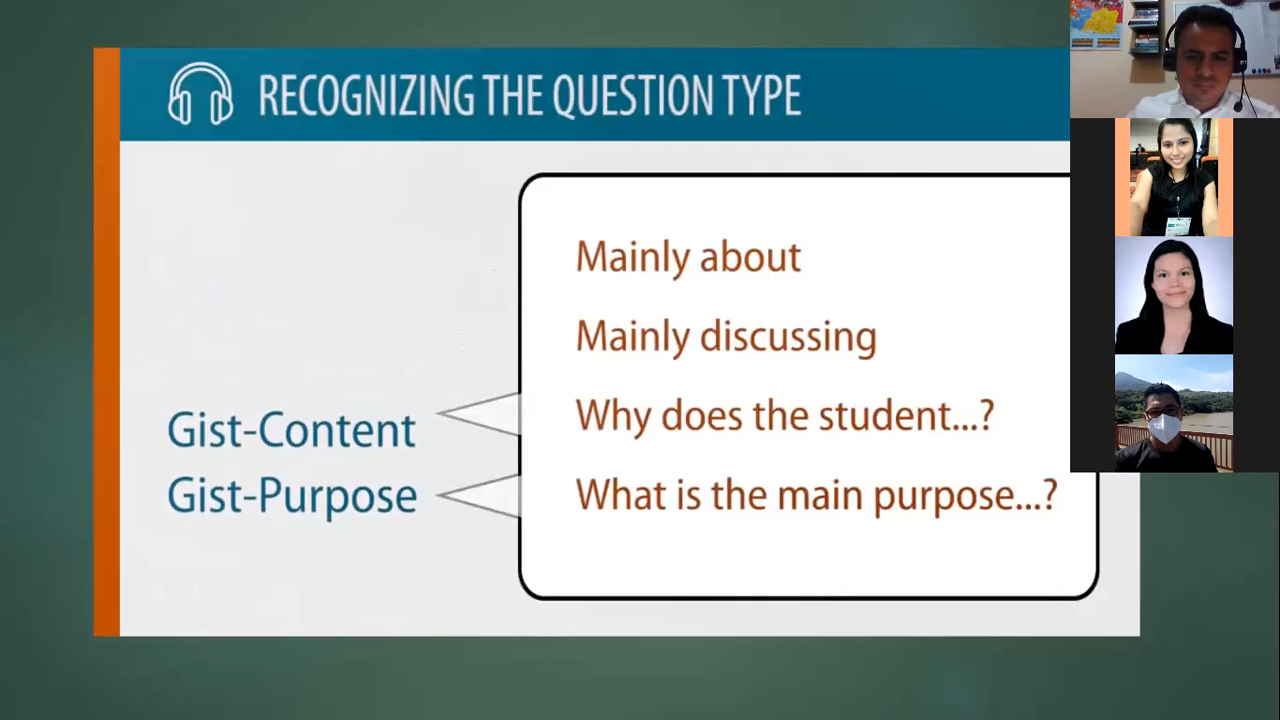 RECOGNIZING THE QUESTION TYPE
Mainly about
Mainly discussing
Why does the student...?
What is the main purpose...?
Gist-Content
Gist-Purpose